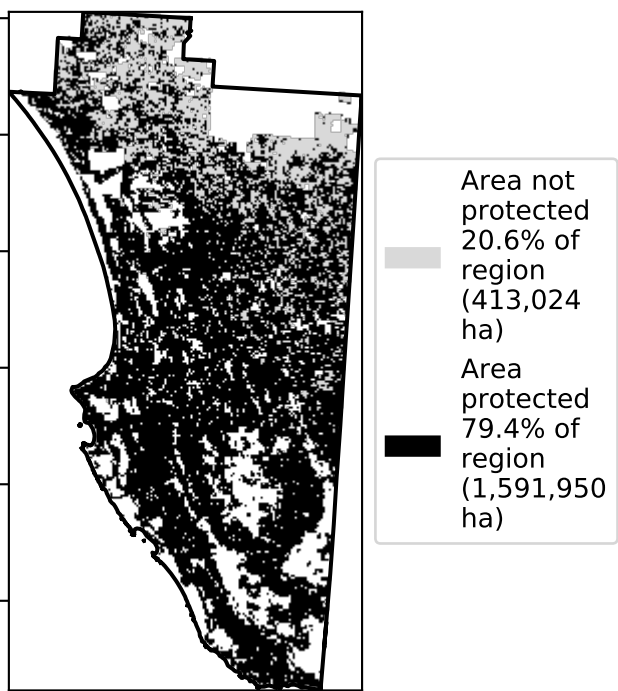 Area not
protected
20.6% of
region
(413,024
ha)
Area
protected
79.4% of
region
(1,591,950
ha)